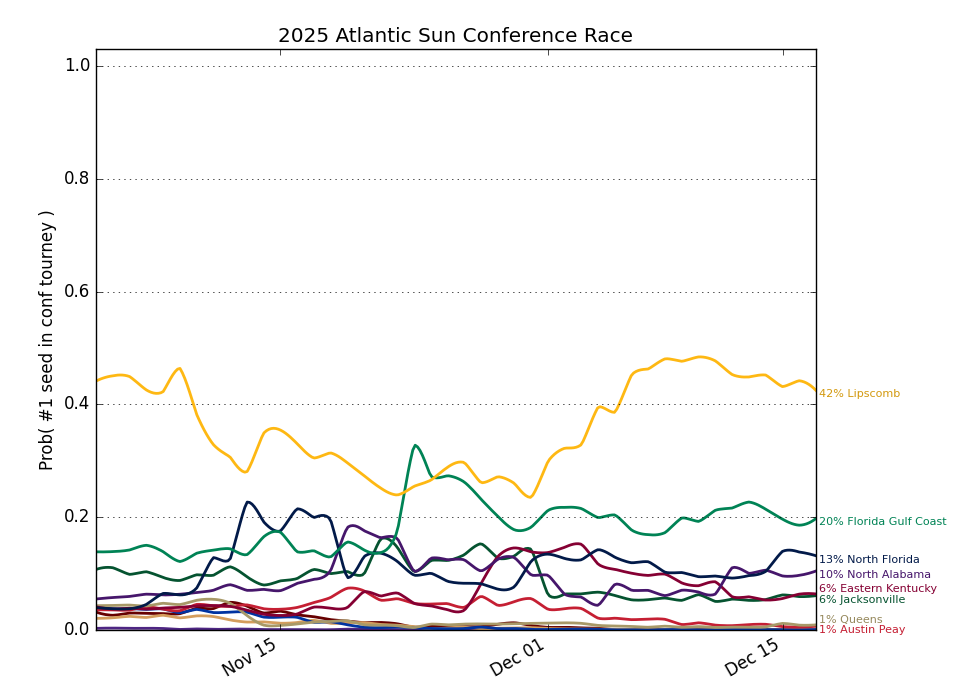 2025 Atlantic Sun Conference Race
Prob( #1 seed in conf tourney )
1.0
0.8
0.6
0.4
0.2
0.0
Nov 15
Dec 01
Dec 15
42% Lipscomb
20% Florida Gulf Coast
13% North Florida
10% North Alabama
6% Eastern Kentucky
6% Jacksonville
1% Queens
1% Austin Peay